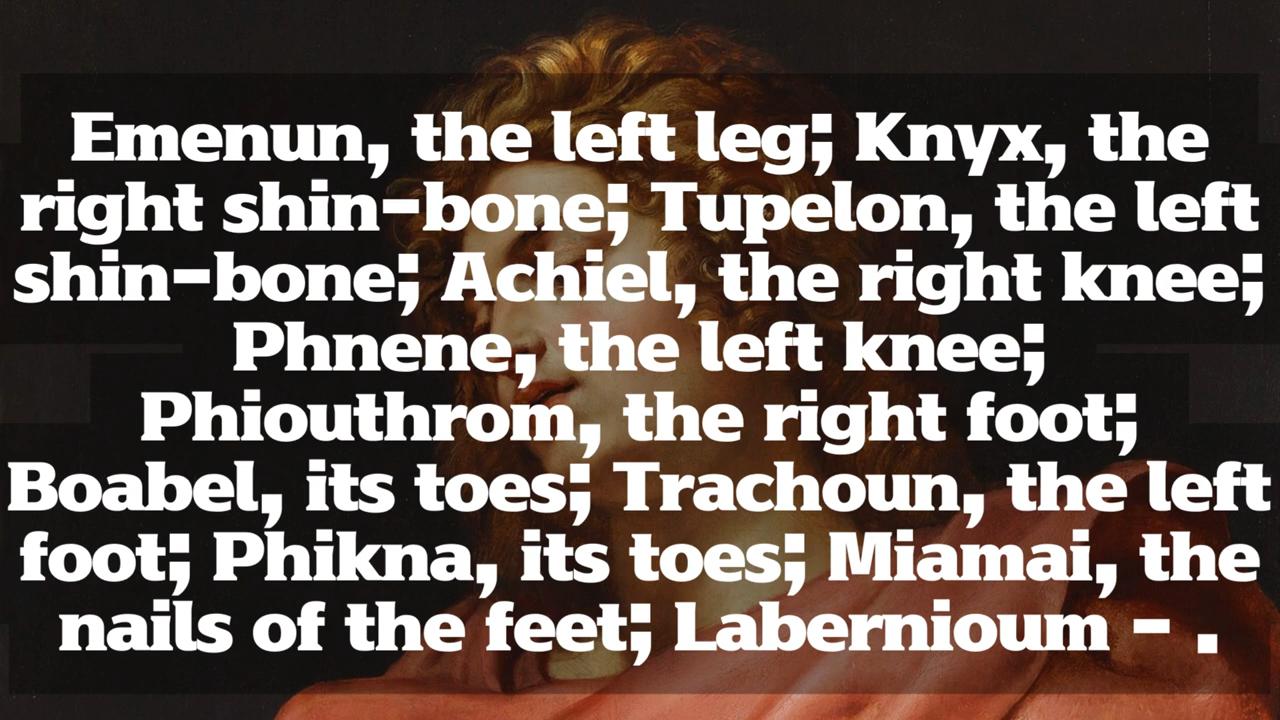 Emenun, the left leg; Knyx, the
right shin-bone; Tupelon, the left
shin-bone; Achiel, the right knee;
Phnene, the left knee;
Phiouthrom, the right foot;
Boabel, its toes; Trachoun, the left
foot; Phikna, its toes; Miamai, the
nails of the feet; Labernioum - .